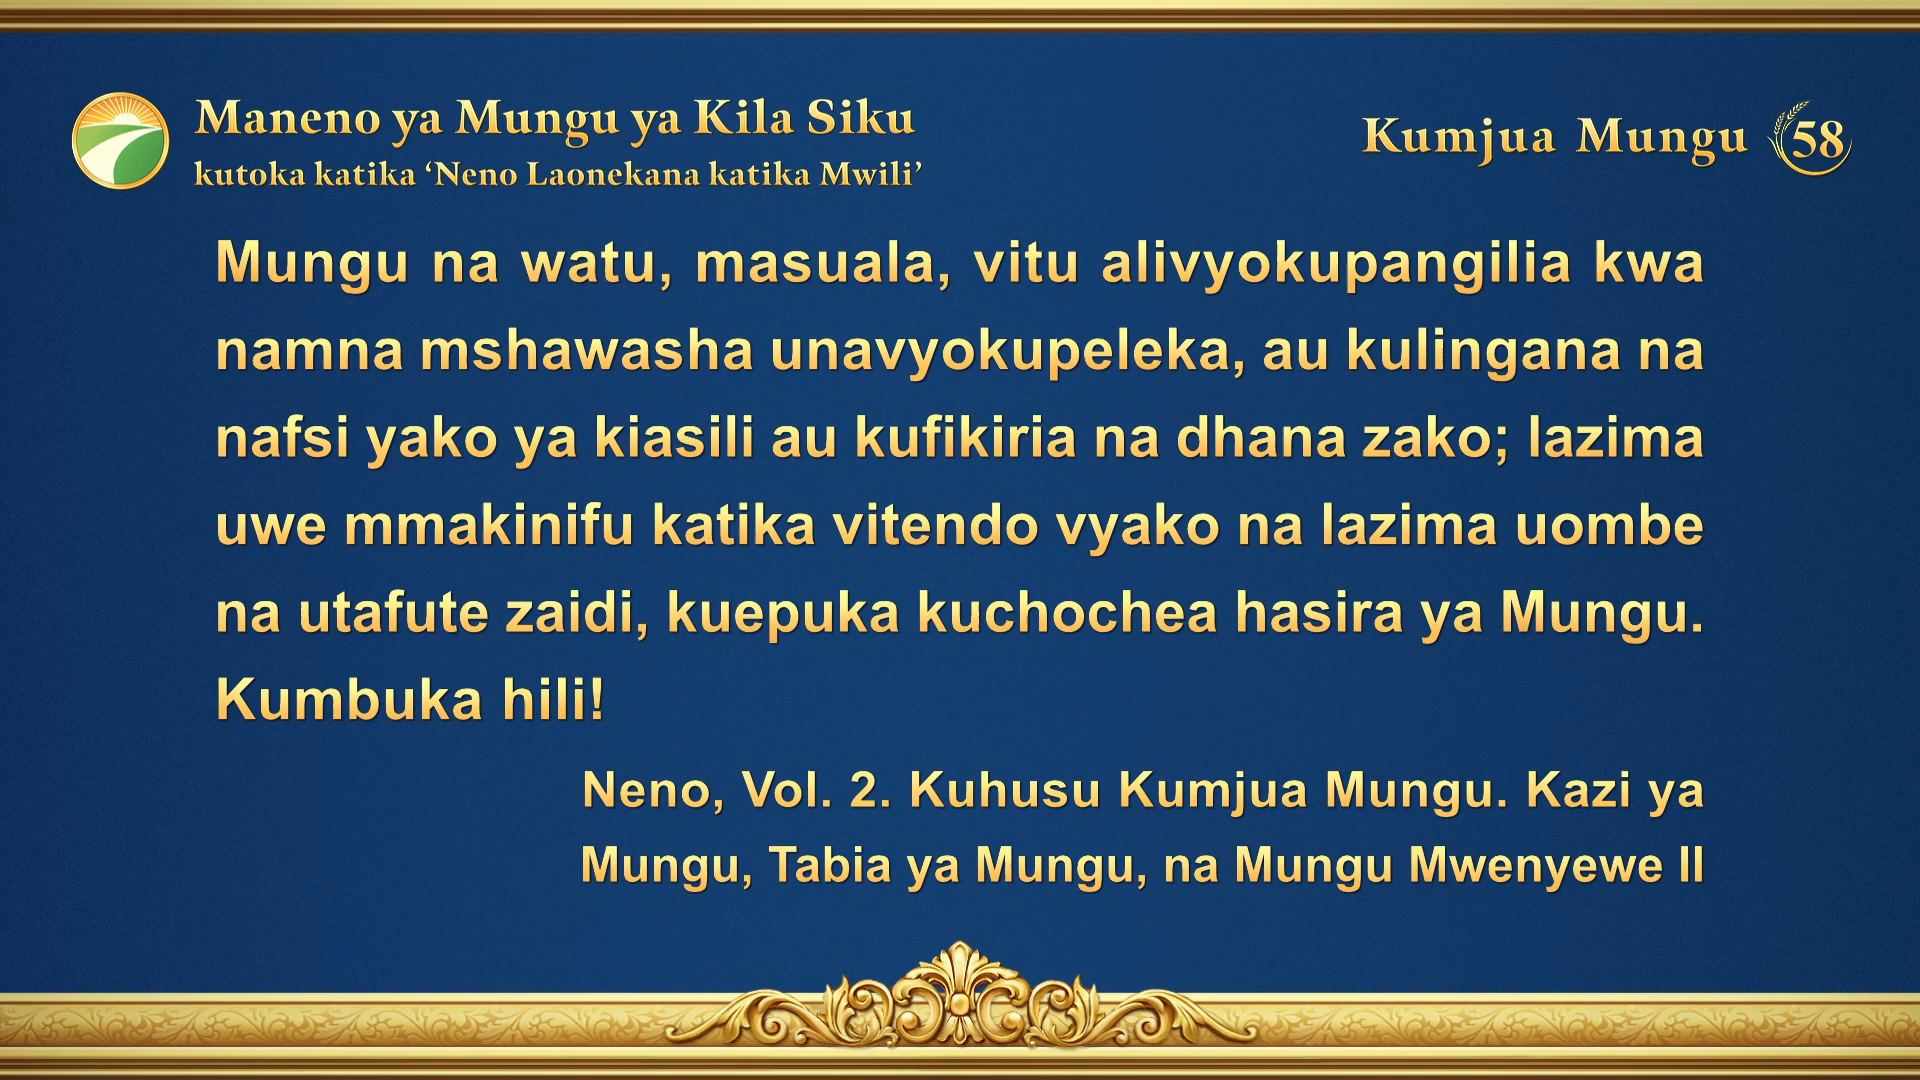 Maneno ya Mungu ya Kila Siku
kutoka katika ‘Neno Laonekana katika Mwili’
Kumjua Mungu 58
Mungu na watu, masuala, vitu alivyokupangilia kwa
namna mshawasha unavyokupeleka, au kulingana na
nafsi yako ya kiasili au kufikiria na dhana zako; lazima
uwe mmakinifu katika vitendo vyako na lazima uombe
na utafute zaidi, kuepuka kuchochea hasira ya Mungu.
Kumbuka hili!
Neno, Vol. 2. Kuhusu Kumjua Mungu. Kazi ya
Mungu, Tabia ya Mungu, na Mungu Mwenyewe II